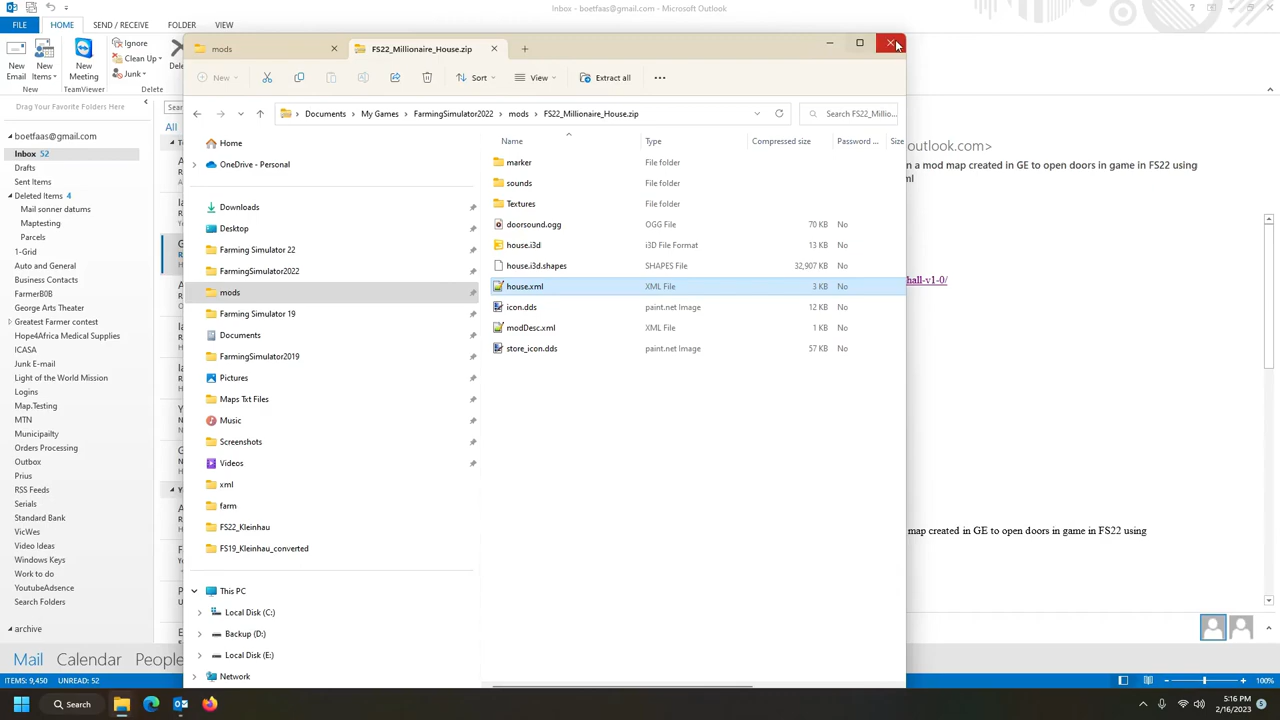 Inbox - boetfaas@gmail.com - Microsoft Outlook
FILE HOME SEND / RECEIVE FOLDER VIEW
New Email
New Items
New Meeting
New
Ignore
Clean Up
Junk
Delete
Drag Your Favorite Folders Here
boetfaas@gmail.com
Inbox 52
Drafts
Sent Items
Deleted Items 4
Mail sonner datums
Maptesting
Parcels
1-Grid
Auto and General
Business Contacts
FarmerB0B
George Arts Theater
Greatest Farmer contest
Hope4Africa Medical Supplies
ICASA
Junk E-mail
Light of the World Mission
Logins
Map.Testing
MTN
Municipailty
Orders Processing
Outbox
Prius
RSS Feeds
Serials
Standard Bank
VicWes
Video Ideas
Windows Keys
Work to do
YoutubeAdsence
Search Folders
archive
Mail Calendar People
ITEMS: 9,450 UNREAD: 52
All
mods
FS22_Millionaire_House.zip
New
Sort
View
Extract all
Documents My Games FarmingSimulator2022 mods FS22_Millionaire_House.zip
Search FS22_Millio...
Home
OneDrive - Personal
Downloads
Desktop
Farming Simulator 22
FarmingSimulator2022
mods
Farming Simulator 19
Documents
FarmingSimulator2019
Pictures
Maps Txt Files
Music
Screenshots
Videos
xml
farm
FS22_Kleinhau
FS19_Kleinhau_converted
This PC
Local Disk (C:)
Backup (D:)
Local Disk (E:)
Network
Name Type Compressed size Password ... Size
marker File folder
sounds File folder
Textures File folder
doorsound.ogg OGG File 70 KB No
house.i3d i3D File Format 13 KB No
house.i3d.shapes SHAPES File 32,907 KB No
house.xml XML File 3 KB No
icon.dds paint.net Image 12 KB No
modDesc.xml XML File 1 KB No
store_icon.dds paint.net Image 57 KB No
outlook.com>
n a mod map created in GE to open doors in game in FS22 using
ml
hall-v1-0/
map created in GE to open doors in game in FS22 using
100%
Search
5:16 PM
2/16/2023